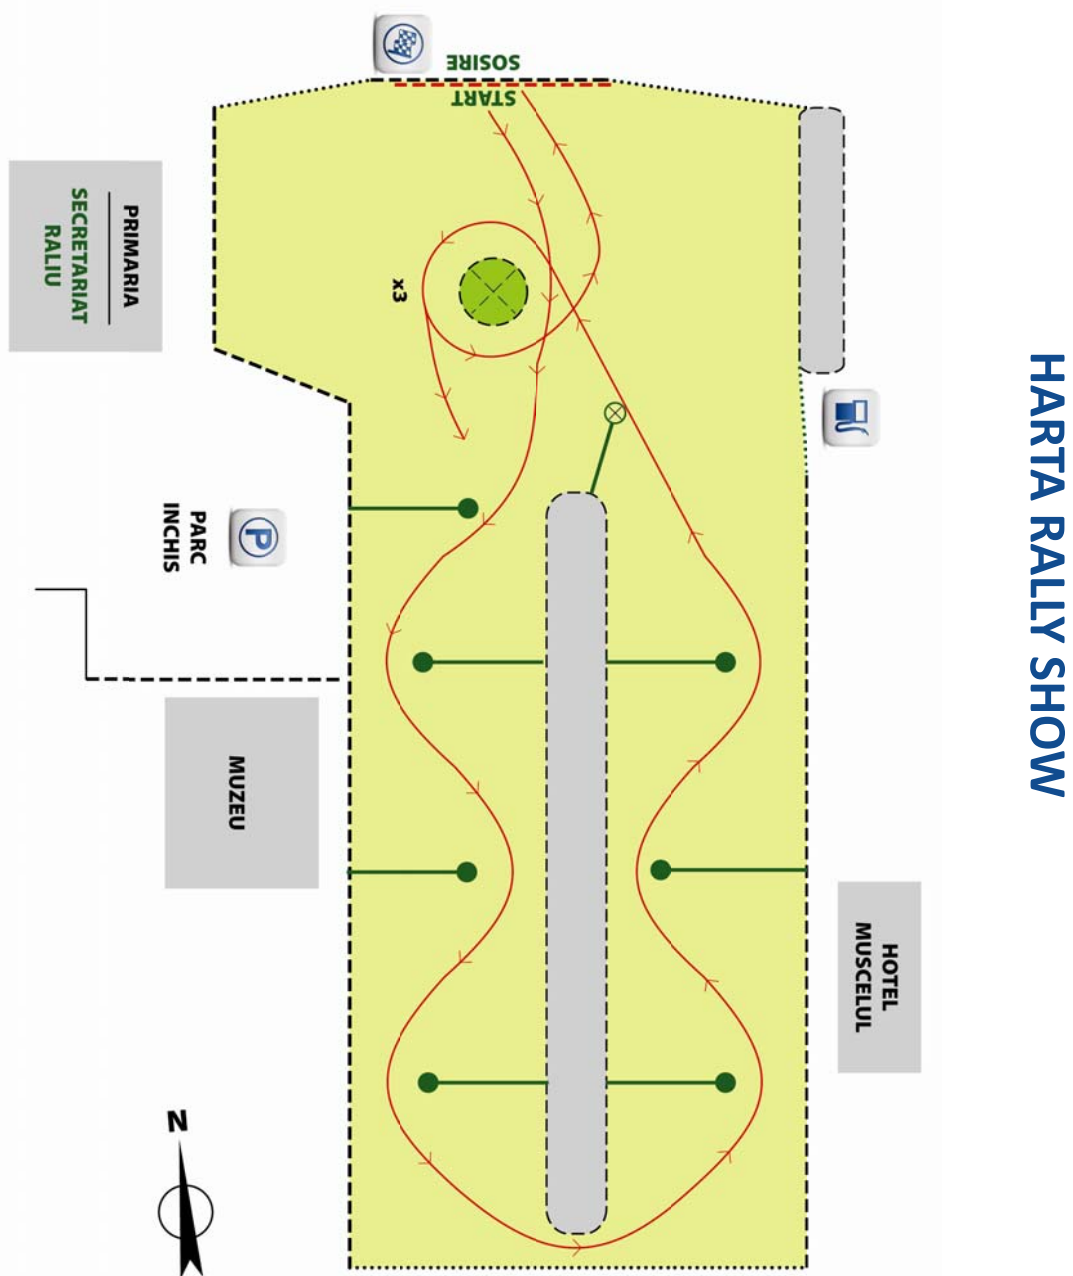 HARTA RALLY SHOW
SOSIRE
START
PRIMARIA
SECRETARIAT
RALIU
x3
PARC
INCHIS
P
MUZEU
HOTEL
MUSCELUL
N